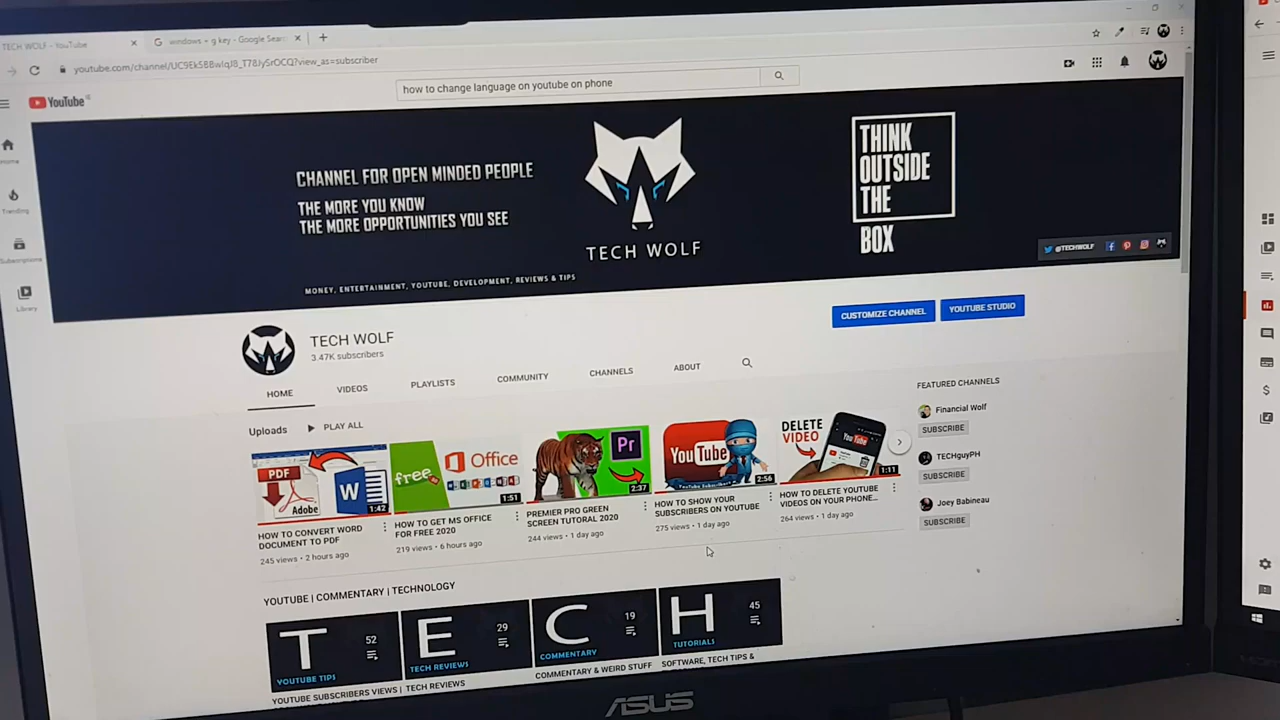 TECH WOLF - YouTube
windows + g key - Google Sear
youtube.com/channel/
?view_as=subscriber
YouTube
how to change language on youtube on phone
Home
Trending
Subscriptions
Library
CHANNEL FOR OPEN MINDED PEOPLE
THE MORE YOU KNOW
THE MORE OPPORTUNITIES YOU SEE
MONEY, ENTERTAINMENT, YOUTUBE, DEVELOPMENT, REVIEWS & TIPS
TECH WOLF
THINK
OUTSIDE
THE
BOX
@TECHWOLF
TECH WOLF
3.47K subscribers
CUSTOMIZE CHANNEL
YOUTUBE STUDIO
HOME
VIDEOS
PLAYLISTS
COMMUNITY
CHANNELS
ABOUT
Uploads
PLAY ALL
PDF
Adobe
W
1:42
HOW TO CONVERT WORD
DOCUMENT TO PDF
245 views • 2 hours ago
free
Office
1:51
HOW TO GET MS OFFICE
FOR FREE 2020
219 views • 6 hours ago
Pr
2:37
PREMIER PRO GREEN
SCREEN TUTORAL 2020
244 views • 1 day ago
YouTube
2:56
HOW TO SHOW YOUR
SUBSCRIBERS ON YOUTUBE
275 views • 1 day ago
DELETE
VIDEO
YouTube
1:11
HOW TO DELETE YOUTUBE
VIDEOS ON YOUR PHONE...
264 views • 1 day ago
FEATURED CHANNELS
Financial Wolf
SUBSCRIBE
TECHguyPH
SUBSCRIBE
Joey Babineau
SUBSCRIBE
YOUTUBE | COMMENTARY | TECHNOLOGY
T
52
YOUTUBE TIPS
E
29
TECH REVIEWS
C
19
COMMENTARY
H
45
TUTORIALS
YOUTUBE SUBSCRIBERS VIEWS |
TECH REVIEWS
COMMENTARY & WEIRD STUFF
SOFTWARE, TECH TIPS &
ASUS